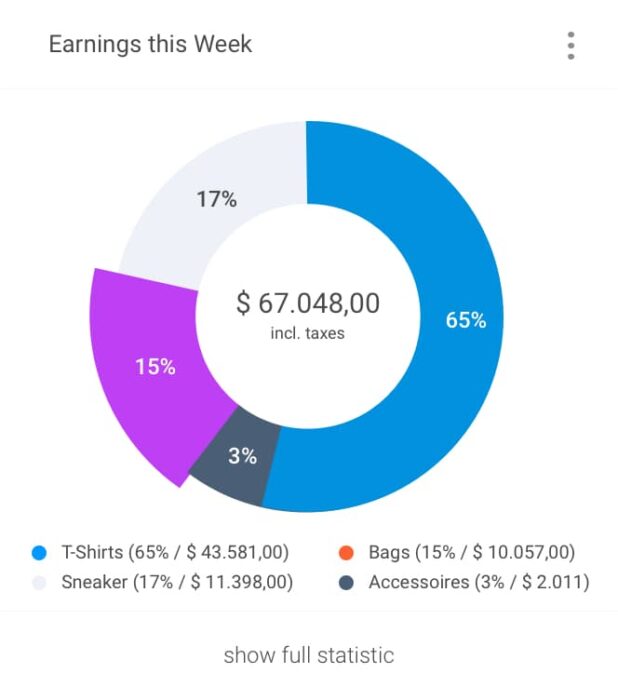 Earnings this Week
17%
$ 67.048,00
incl. taxes
65%
15%
3%
T-Shirts (65% / $ 43.581,00)
Bags (15% / $ 10.057,00)
Sneaker (17% / $ 11.398,00)
Accessoires (3% / $ 2.011)
show full statistic